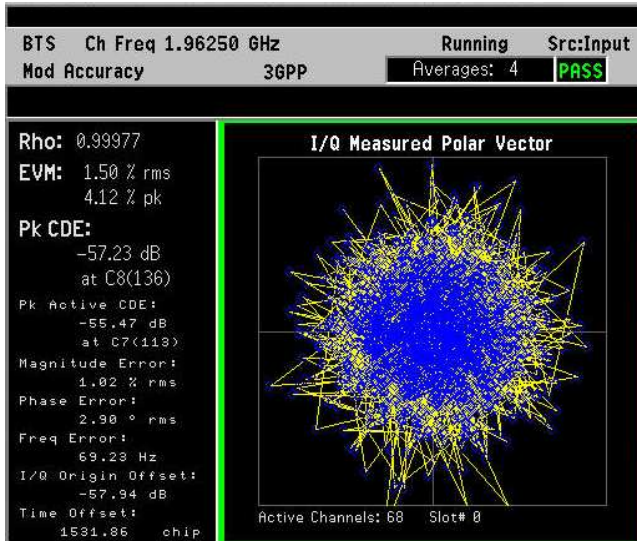 BTS Ch Freq 1.96250 GHz Running Src:Input
Mod Accuracy 3GPP Averages: 4 PASS
Rho: 0.99977
EVM: 1.50 % rms
4.12 % pk
Pk CDE:
-57.23 dB
at C8(136)
Pk Active CDE:
-55.47 dB
at C7(113)
Magnitude Error:
1.02 % rms
Phase Error:
2.90 ° rms
Freq Error:
69.23 Hz
I/Q Origin Offset:
-57.94 dB
Time Offset:
1531.86 chip
I/Q Measured Polar Vector
Active Channels: 68 Slot# 0